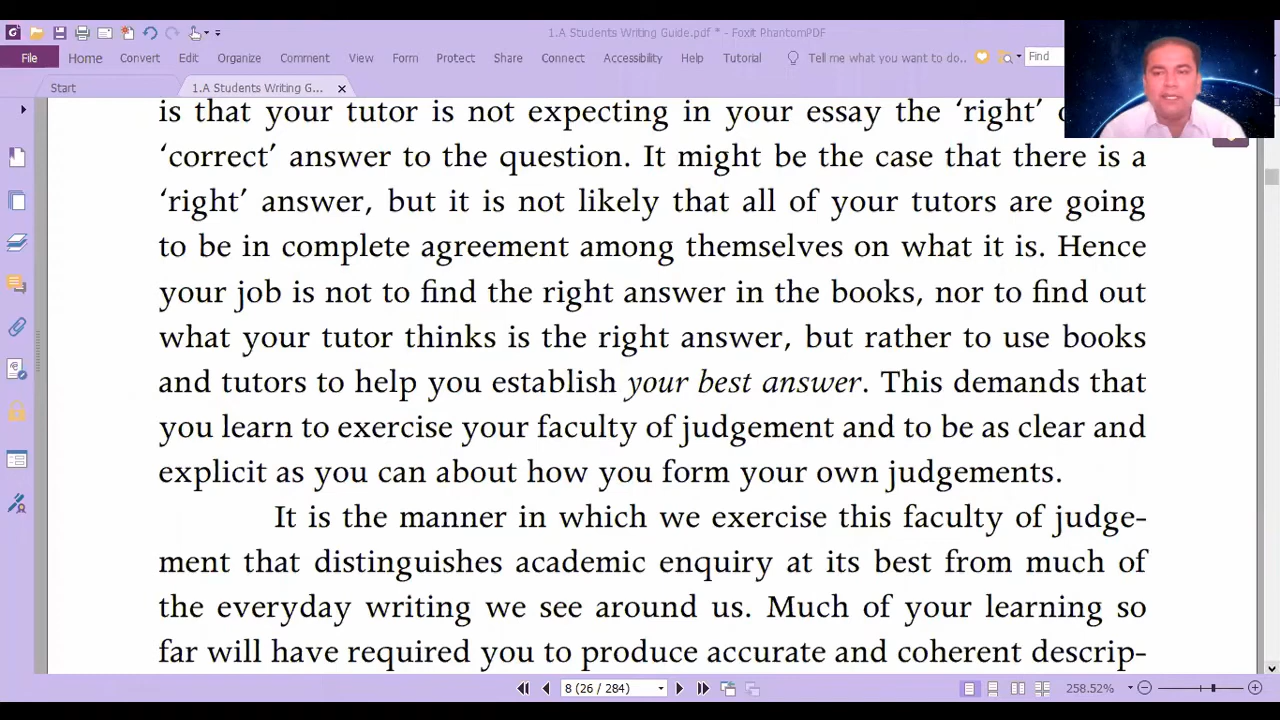 1.A Students Writing Guide.pdf * - Foxit PhantomPDF
File Home Convert Edit Organize Comment View Form Protect Share Connect Accessibility Help Tutorial Tell me what you want to do.. Find
Start 1.A Students Writing G...
is that your tutor is not expecting in your essay the ‘right’
‘correct’ answer to the question. It might be the case that there is a
‘right’ answer, but it is not likely that all of your tutors are going
to be in complete agreement among themselves on what it is. Hence
your job is not to find the right answer in the books, nor to find out
what your tutor thinks is the right answer, but rather to use books
and tutors to help you establish your best answer. This demands that
you learn to exercise your faculty of judgement and to be as clear and
explicit as you can about how you form your own judgements.
It is the manner in which we exercise this faculty of judge-
ment that distinguishes academic enquiry at its best from much of
the everyday writing we see around us. Much of your learning so
far will have required you to produce accurate and coherent descrip-
8 (26 / 284) 258.52%